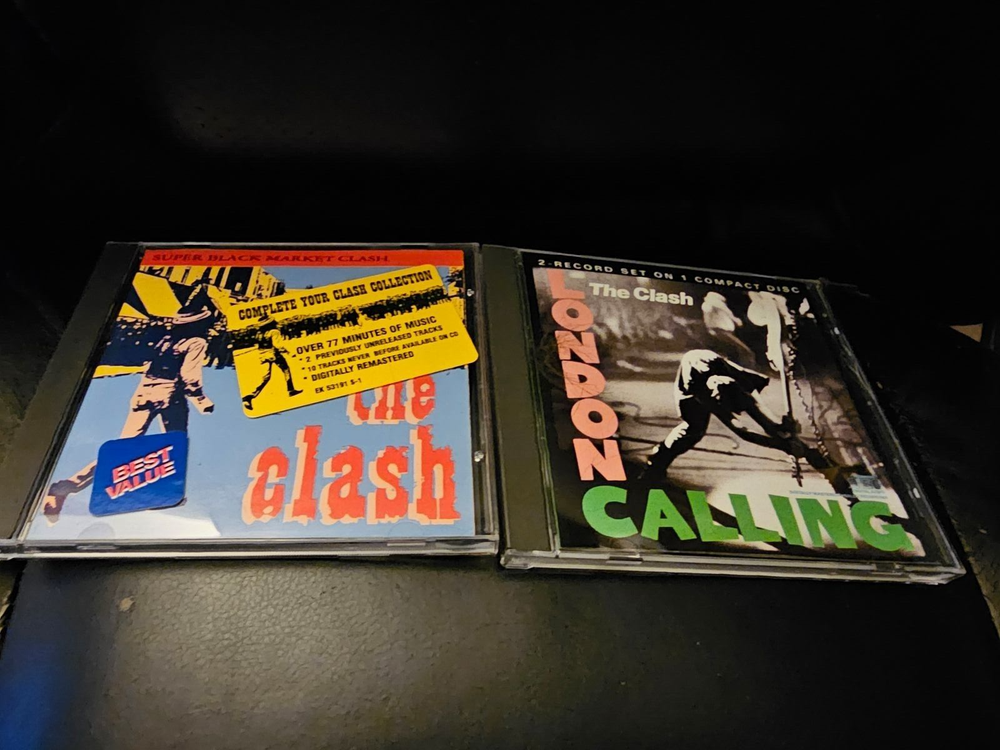 SUPER BLACK MARKET CLASH
COMPLETE YOUR CLASH COLLECTION
OVER 77 MINUTES OF MUSIC
* 2 PREVIOUSLY UNRELEASED TRACKS
* 10 TRACKS NEVER BEFORE AVAILABLE ON CD
* DIGITALLY REMASTERED
EK 53191 S-1
the
clash
BEST
VALUE
2-RECORD SET ON 1 COMPACT DISC
The Clash
LONDON
CALLING